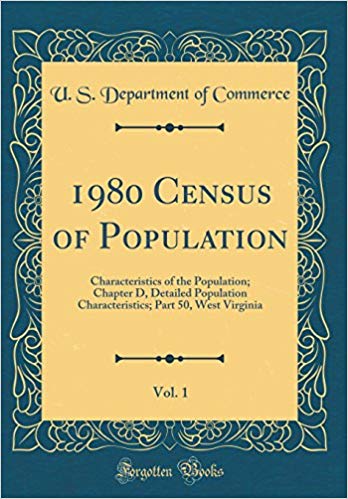 U. S. Department of Commerce
1980 Census
of Population
Characteristics of the Population;
Chapter D, Detailed Population
Characteristics; Part 50, West Virginia
Vol. 1
Forgotten Books